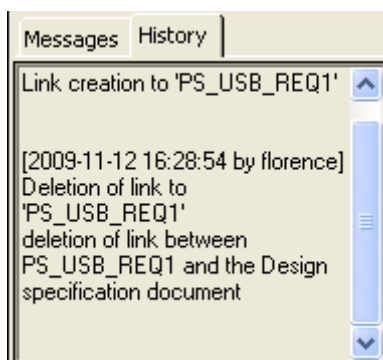 Messages History
Link creation to 'PS_USB_REQ1'
[2009-11-12 16:28:54 by florence]
Deletion of link to
'PS_USB_REQ1'
deletion of link between
PS_USB_REQ1 and the Design
specification document